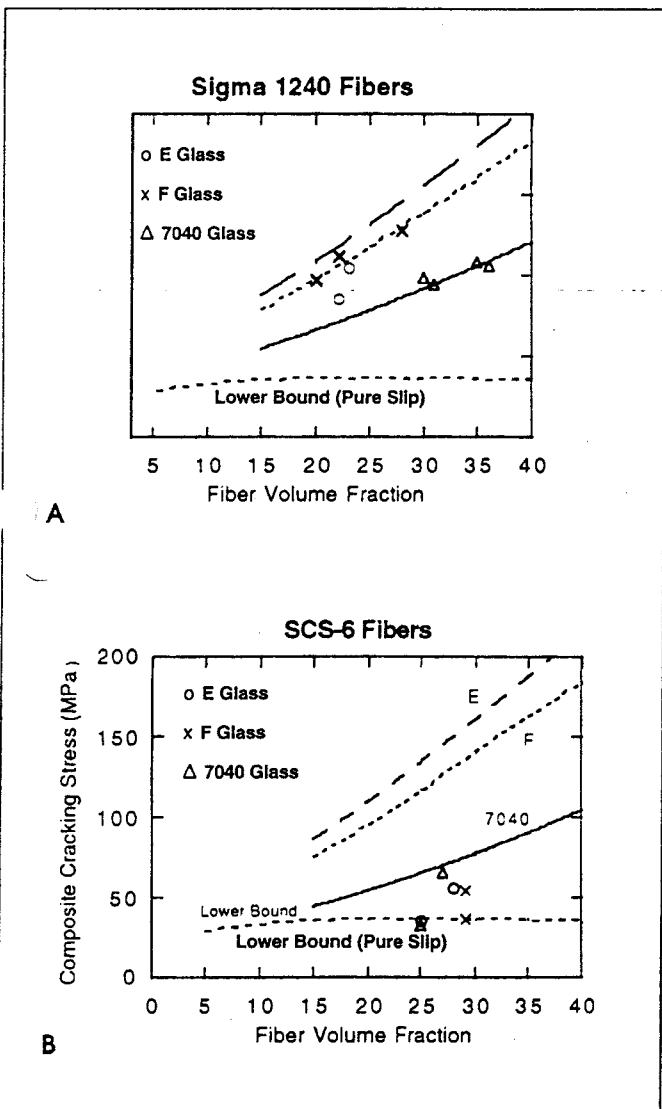 Sigma 1240 Fibers
o E Glass
x F Glass
Δ 7040 Glass
Lower Bound (Pure Slip)
5 10 15 20 25 30 35 40
Fiber Volume Fraction
A
SCS-6 Fibers
Composite Cracking Stress (MPa)
200
150
100
50
0
o E Glass
x F Glass
Δ 7040 Glass
E
F
7040
Lower Bound
Lower Bound (Pure Slip)
0 5 10 15 20 25 30 35 40
Fiber Volume Fraction
B